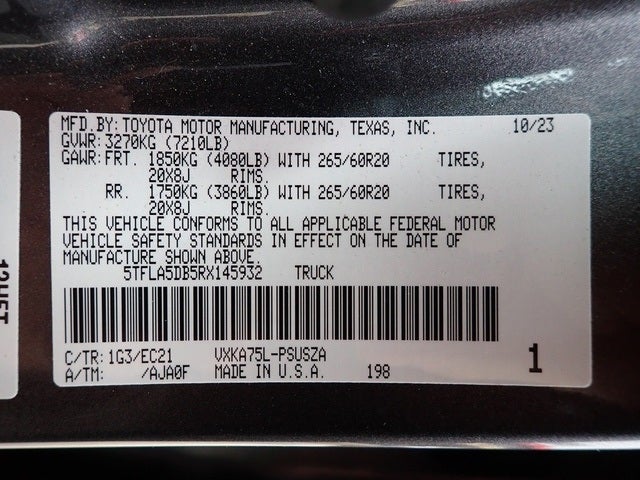 MFD.BY: TOYOTA MOTOR MANUFACTURING, TEXAS, INC. 10/23
GVWR: 3270KG (7210LB)
GAWR: FRT. 1850KG (4080LB) WITH 265/60R20 TIRES,
20X8J RIMS.
RR. 1750KG (3860LB) WITH 265/60R20 TIRES,
20X8J RIMS.
THIS VEHICLE CONFORMS TO ALL APPLICABLE FEDERAL MOTOR
VEHICLE SAFETY STANDARDS IN EFFECT ON THE DATE OF
MANUFACTURE SHOWN ABOVE.
5TFLA5DB5RX145932 TRUCK
C/TR: 1G3/EC21 VXKA75L-PSUSZA
A/TM: /AJA0F MADE IN U.S.A. 198 1